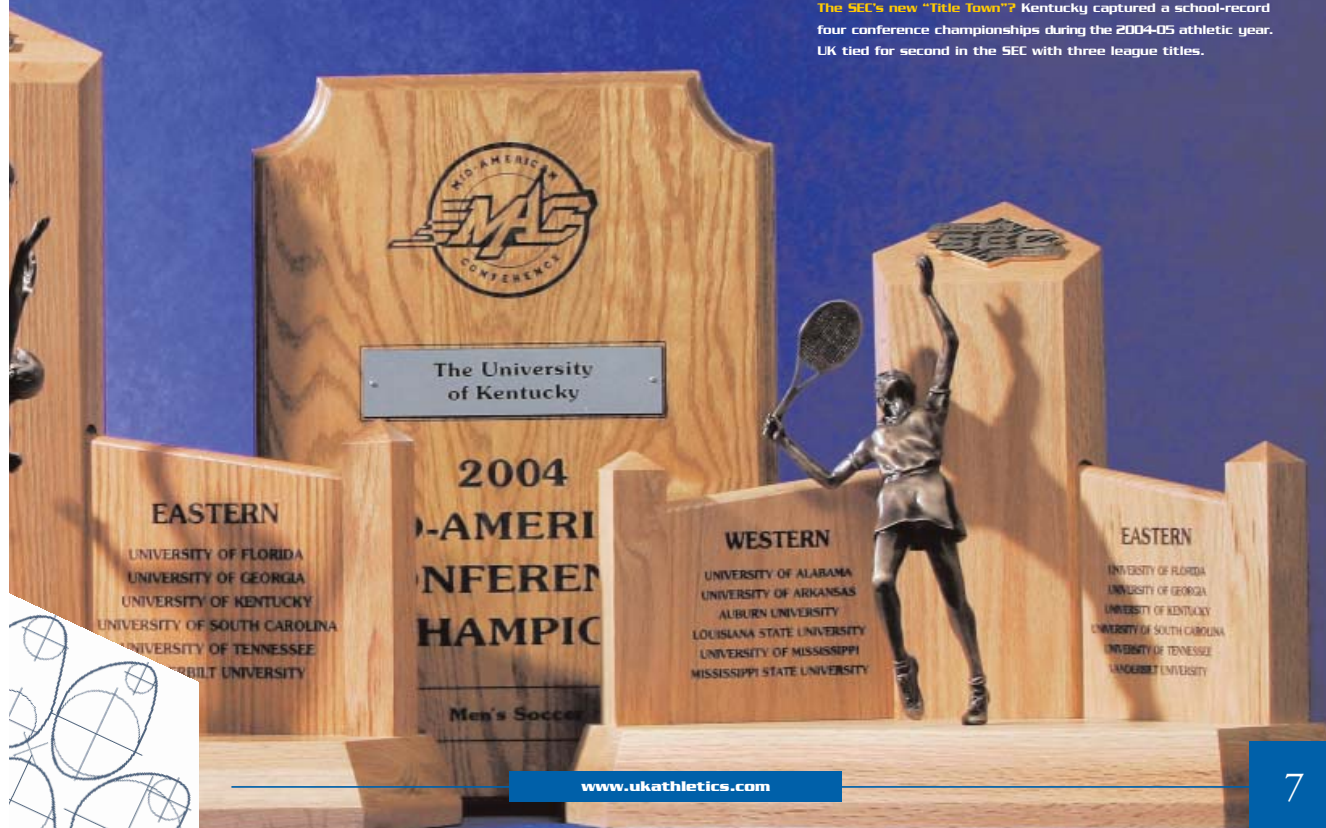 The SEC's new "Title Town"? Kentucky captured a school-record
four conference championships during the 2004-05 athletic year.
UK tied for second in the SEC with three league titles.
MID-AMERICAN
MAC
CONFERENCE
The University
of Kentucky
2004
-AMERI
NFEREN
HAMPIO
Men's Soccer
EASTERN
UNIVERSITY OF FLORIDA
UNIVERSITY OF GEORGIA
UNIVERSITY OF KENTUCKY
UNIVERSITY OF SOUTH CAROLINA
NIVERSITY OF TENNESSEE
RBILT UNIVERSITY
WESTERN
UNIVERSITY OF ALABAMA
UNIVERSITY OF ARKANSAS
AUBURN UNIVERSITY
LOUISIANA STATE UNIVERSITY
UNIVERSITY OF MISSISSIPPI
MISSISSIPPI STATE UNIVERSITY
SEC
EASTERN
UNIVERSITY OF FLORIDA
UNIVERSITY OF GEORGIA
UNIVERSITY OF KENTUCKY
UNIVERSITY OF SOUTH CAROLINA
UNIVERSITY OF TENNESSEE
VANDERBILT UNIVERSITY
www.ukathletics.com
7